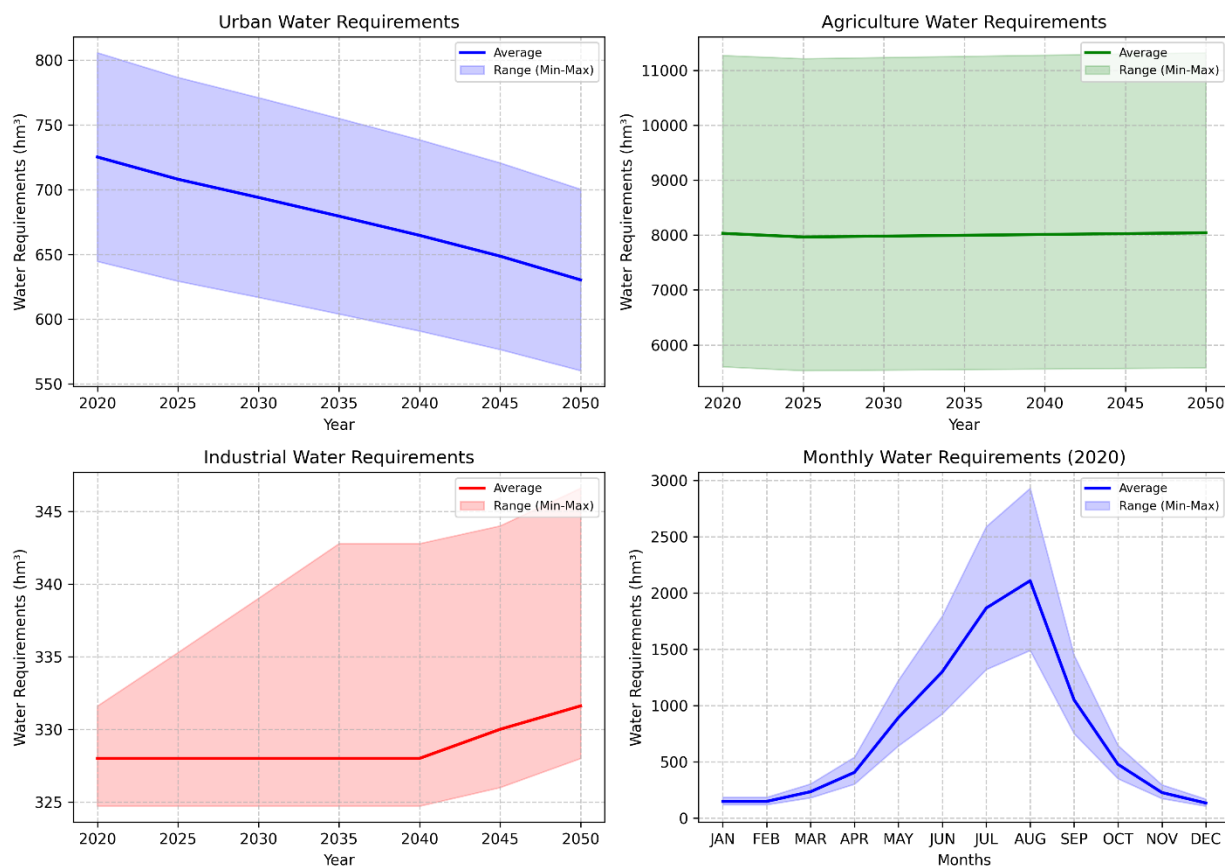 Urban Water Requirements
Water Requirements (hm³)
800
750
700
650
600
550
Average
Range (Min-Max)
2020 2025 2030 2035 2040 2045 2050
Year
Agriculture Water Requirements
Water Requirements (hm³)
11000
10000
9000
8000
7000
6000
Average
Range (Min-Max)
2020 2025 2030 2035 2040 2045 2050
Year
Industrial Water Requirements
Water Requirements (hm³)
345
340
335
330
325
Average
Range (Min-Max)
2020 2025 2030 2035 2040 2045 2050
Year
Monthly Water Requirements (2020)
Water Requirements (hm³)
3000
2500
2000
1500
1000
500
0
Average
Range (Min-Max)
JAN FEB MAR APR MAY JUN JUL AUG SEP OCT NOV DEC
Months